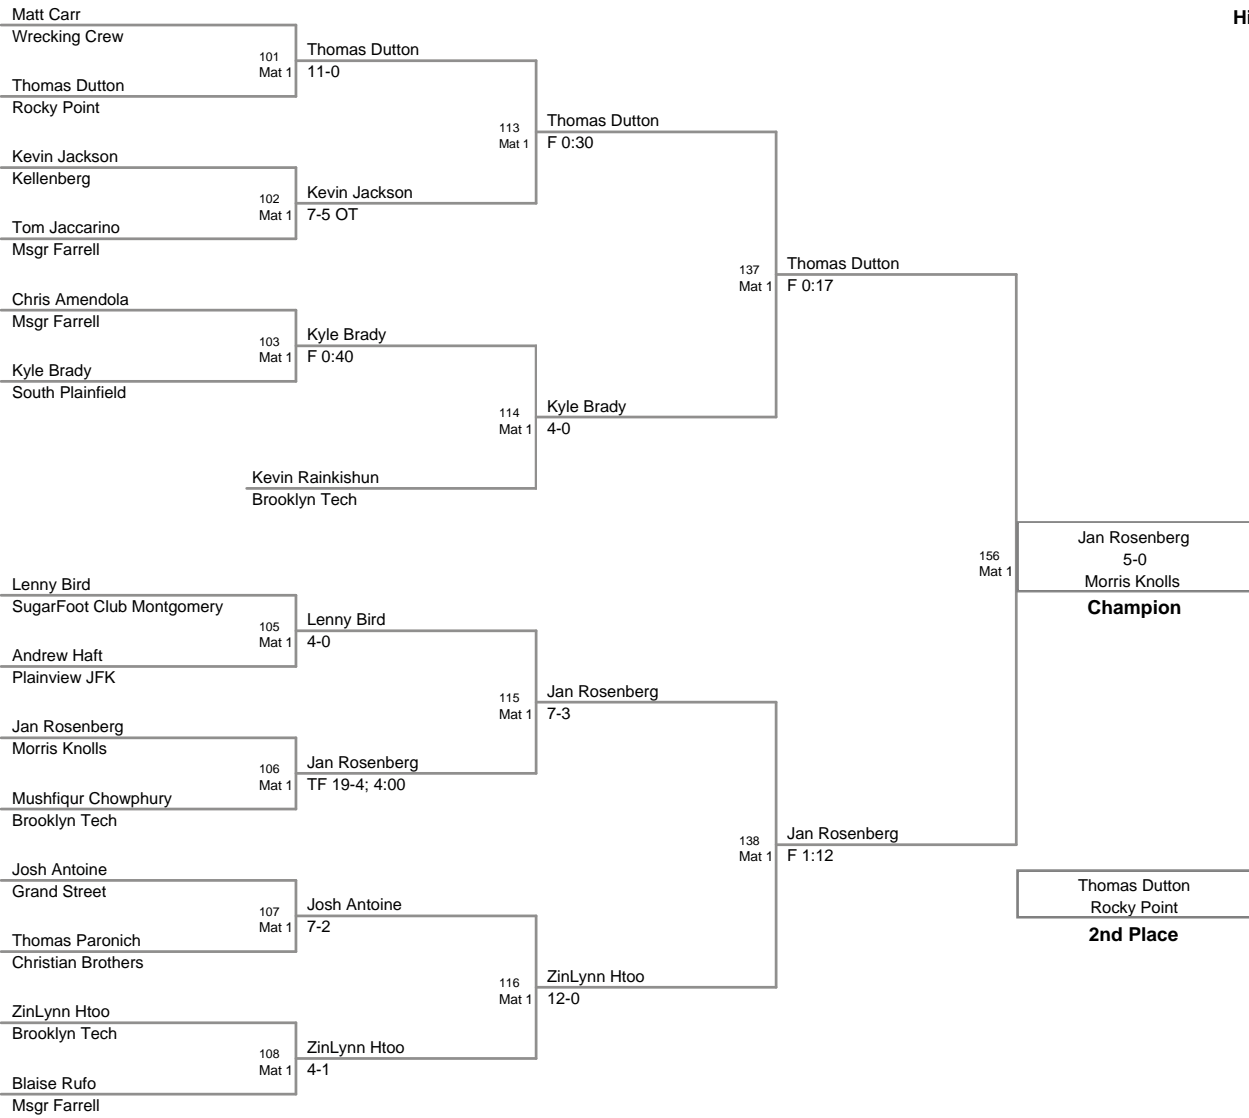 Hi
Matt Carr
Wrecking Crew
101
Mat 1
Thomas Dutton
11-0
Thomas Dutton
Rocky Point
113
Mat 1
Thomas Dutton
F 0:30
Kevin Jackson
Kellenberg
102
Mat 1
Kevin Jackson
7-5 OT
Tom Jaccarino
Msgr Farrell
137
Mat 1
Thomas Dutton
F 0:17
Chris Amendola
Msgr Farrell
103
Mat 1
Kyle Brady
F 0:40
Kyle Brady
South Plainfield
114
Mat 1
Kyle Brady
4-0
Kevin Rainkishun
Brooklyn Tech
156
Mat 1
Jan Rosenberg
5-0
Morris Knolls
Champion
Lenny Bird
SugarFoot Club Montgomery
105
Mat 1
Lenny Bird
4-0
Andrew Haft
Plainview JFK
115
Mat 1
Jan Rosenberg
7-3
Jan Rosenberg
Morris Knolls
106
Mat 1
Jan Rosenberg
TF 19-4; 4:00
Mushfiqur Chowphury
Brooklyn Tech
138
Mat 1
Jan Rosenberg
F 1:12
Josh Antoine
Grand Street
107
Mat 1
Josh Antoine
7-2
Thomas Paronich
Christian Brothers
Thomas Dutton
Rocky Point
2nd Place
116
Mat 1
ZinLynn Htoo
12-0
ZinLynn Htoo
Brooklyn Tech
108
Mat 1
ZinLynn Htoo
4-1
Blaise Rufo
Msgr Farrell